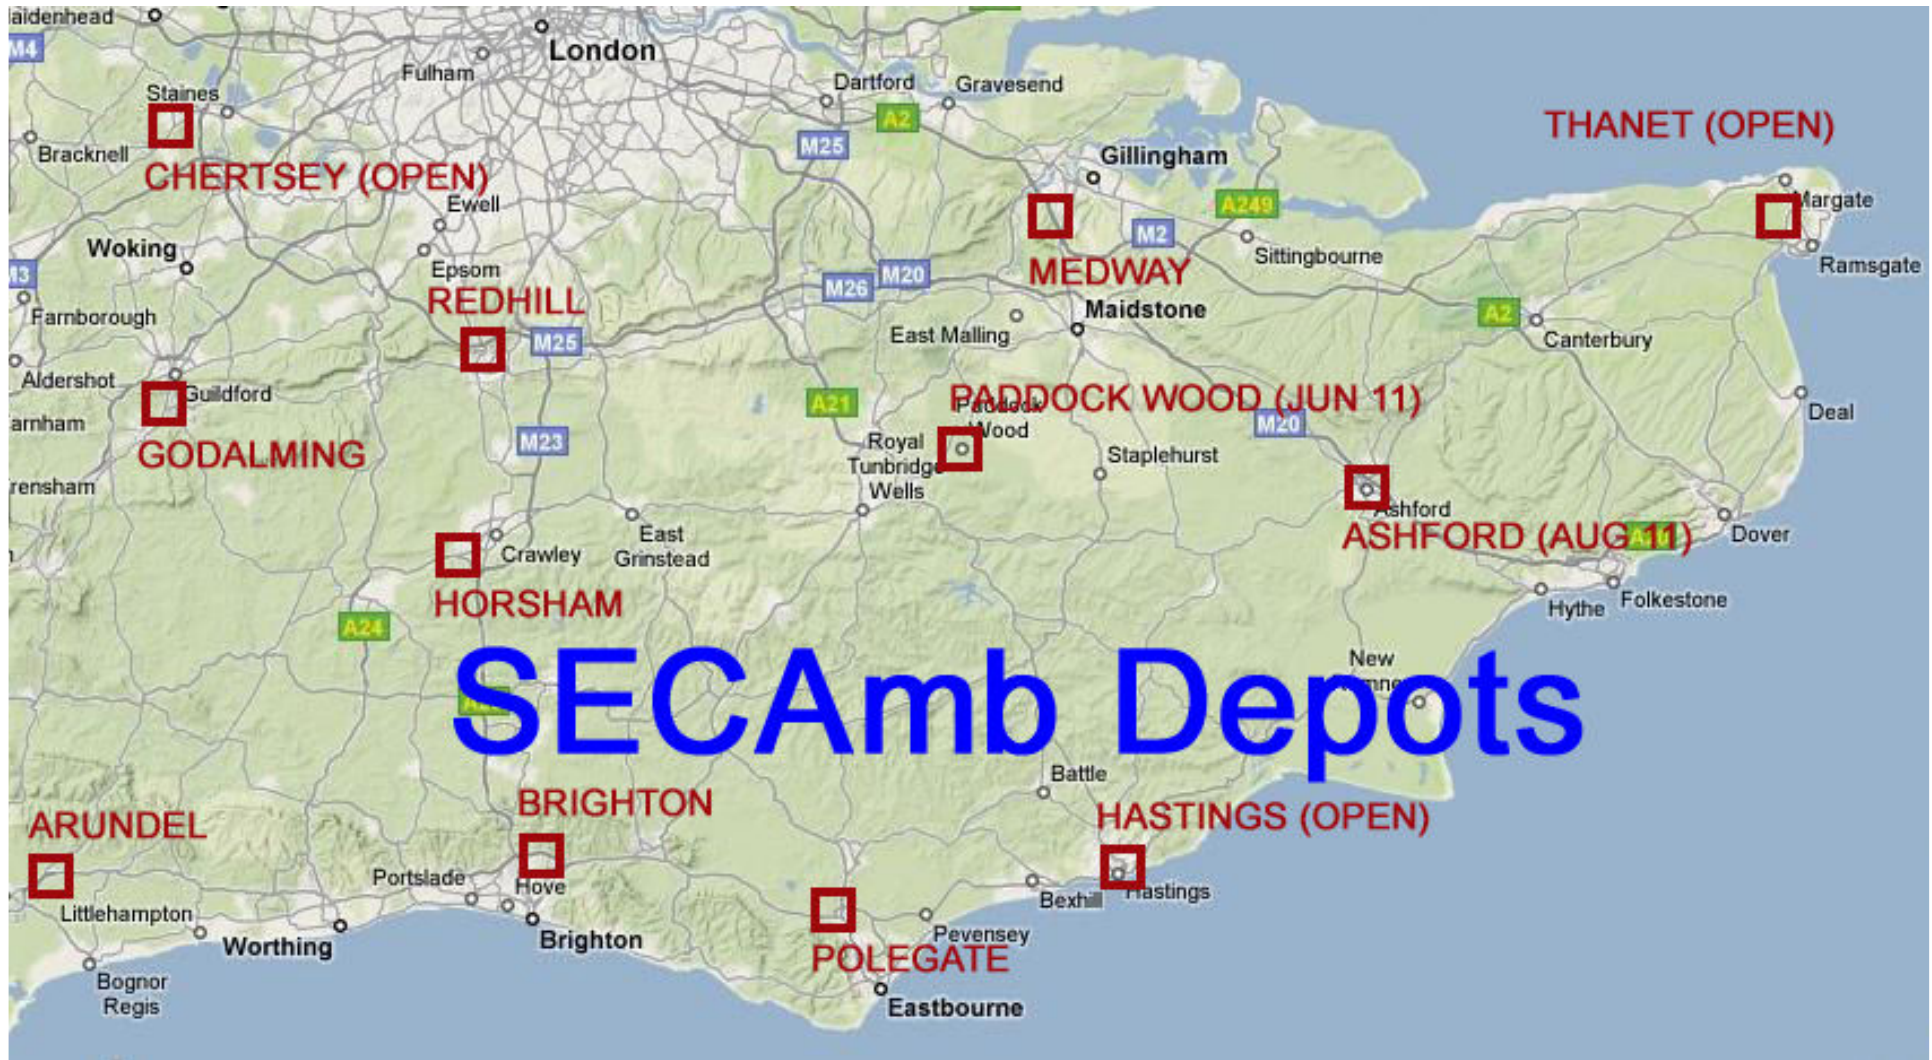 aidenhead
M4
London
Fulham
Staines
Dartford
Gravesend
A2
THANET (OPEN)
M25
Bracknell
Gillingham
CHERTSEY (OPEN)
Ewell
A249
Margate
Woking
M2
Sittingbourne
Ramsgate
Epsom
M3
REDHILL
M26
M20
MEDWAY
Maidstone
Farnborough
A2
East Malling
Canterbury
M25
Aldershot
Guildford
A21
PADDOCK WOOD (JUN 11)
Paddock
Wood
Deal
arnham
M20
M23
GODALMING
Royal
Tunbridge
Wells
Staplehurst
rensham
Ashford
ASHFORD (AUG 11)
Dover
East
Grinstead
Crawley
HORSHAM
Hythe
Folkestone
A24
SECAmb Depots
New
Battle
BRIGHTON
HASTINGS (OPEN)
ARUNDEL
Portslade
Hove
Hastings
Bexhill
Littlehampton
Worthing
Brighton
Pevensey
POLEGATE
Bognor
Regis
Eastbourne